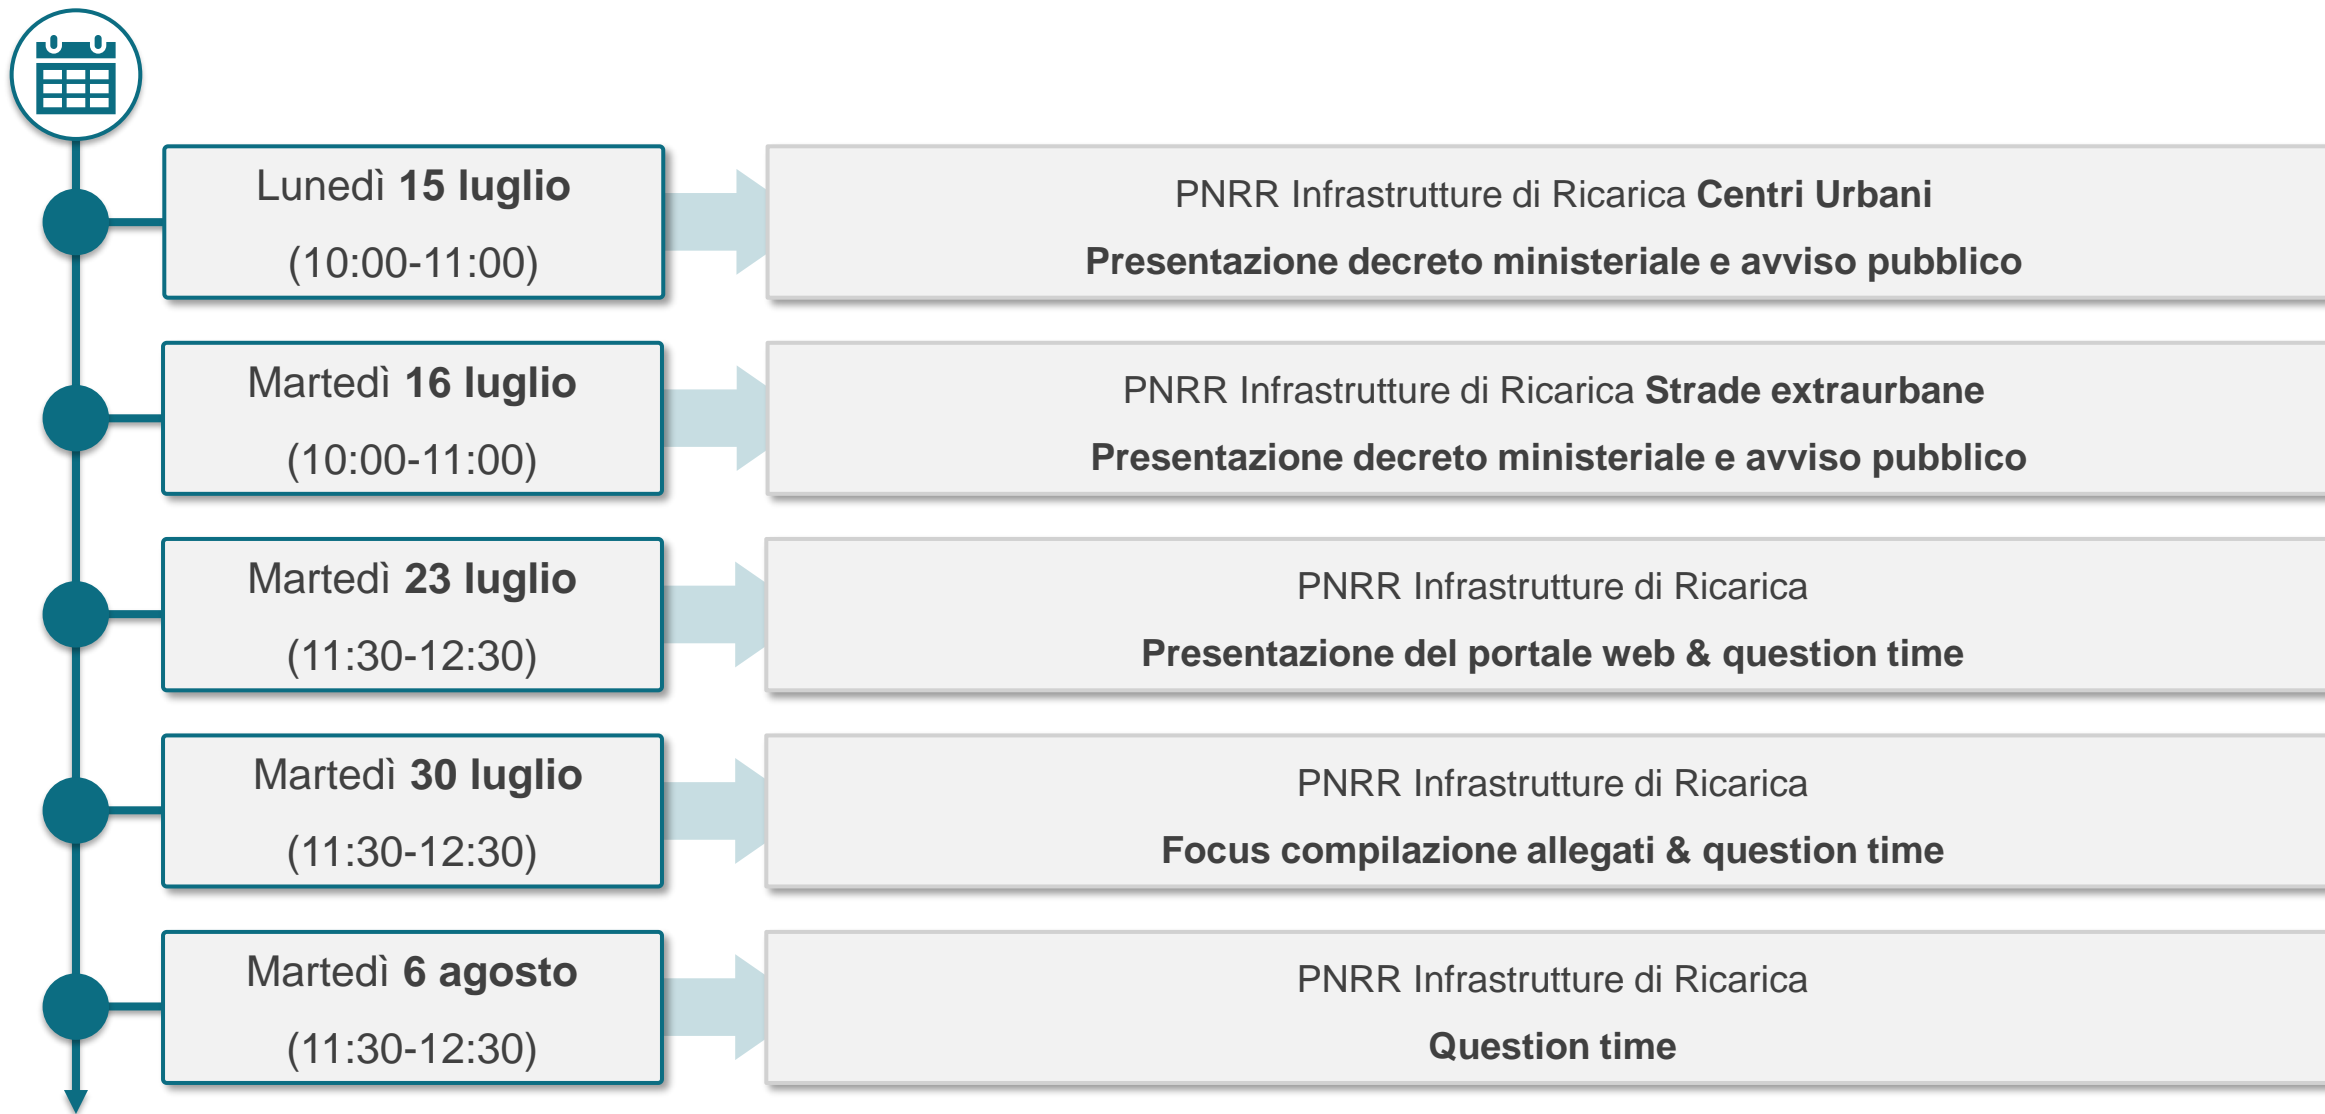 Lunedì 15 luglio
(10:00-11:00)
PNRR Infrastrutture di Ricarica Centri Urbani
Presentazione decreto ministeriale e avviso pubblico
Martedì 16 luglio
(10:00-11:00)
PNRR Infrastrutture di Ricarica Strade extraurbane
Presentazione decreto ministeriale e avviso pubblico
Martedì 23 luglio
(11:30-12:30)
PNRR Infrastrutture di Ricarica
Presentazione del portale web & question time
Martedì 30 luglio
(11:30-12:30)
PNRR Infrastrutture di Ricarica
Focus compilazione allegati & question time
Martedì 6 agosto
(11:30-12:30)
PNRR Infrastrutture di Ricarica
Question time